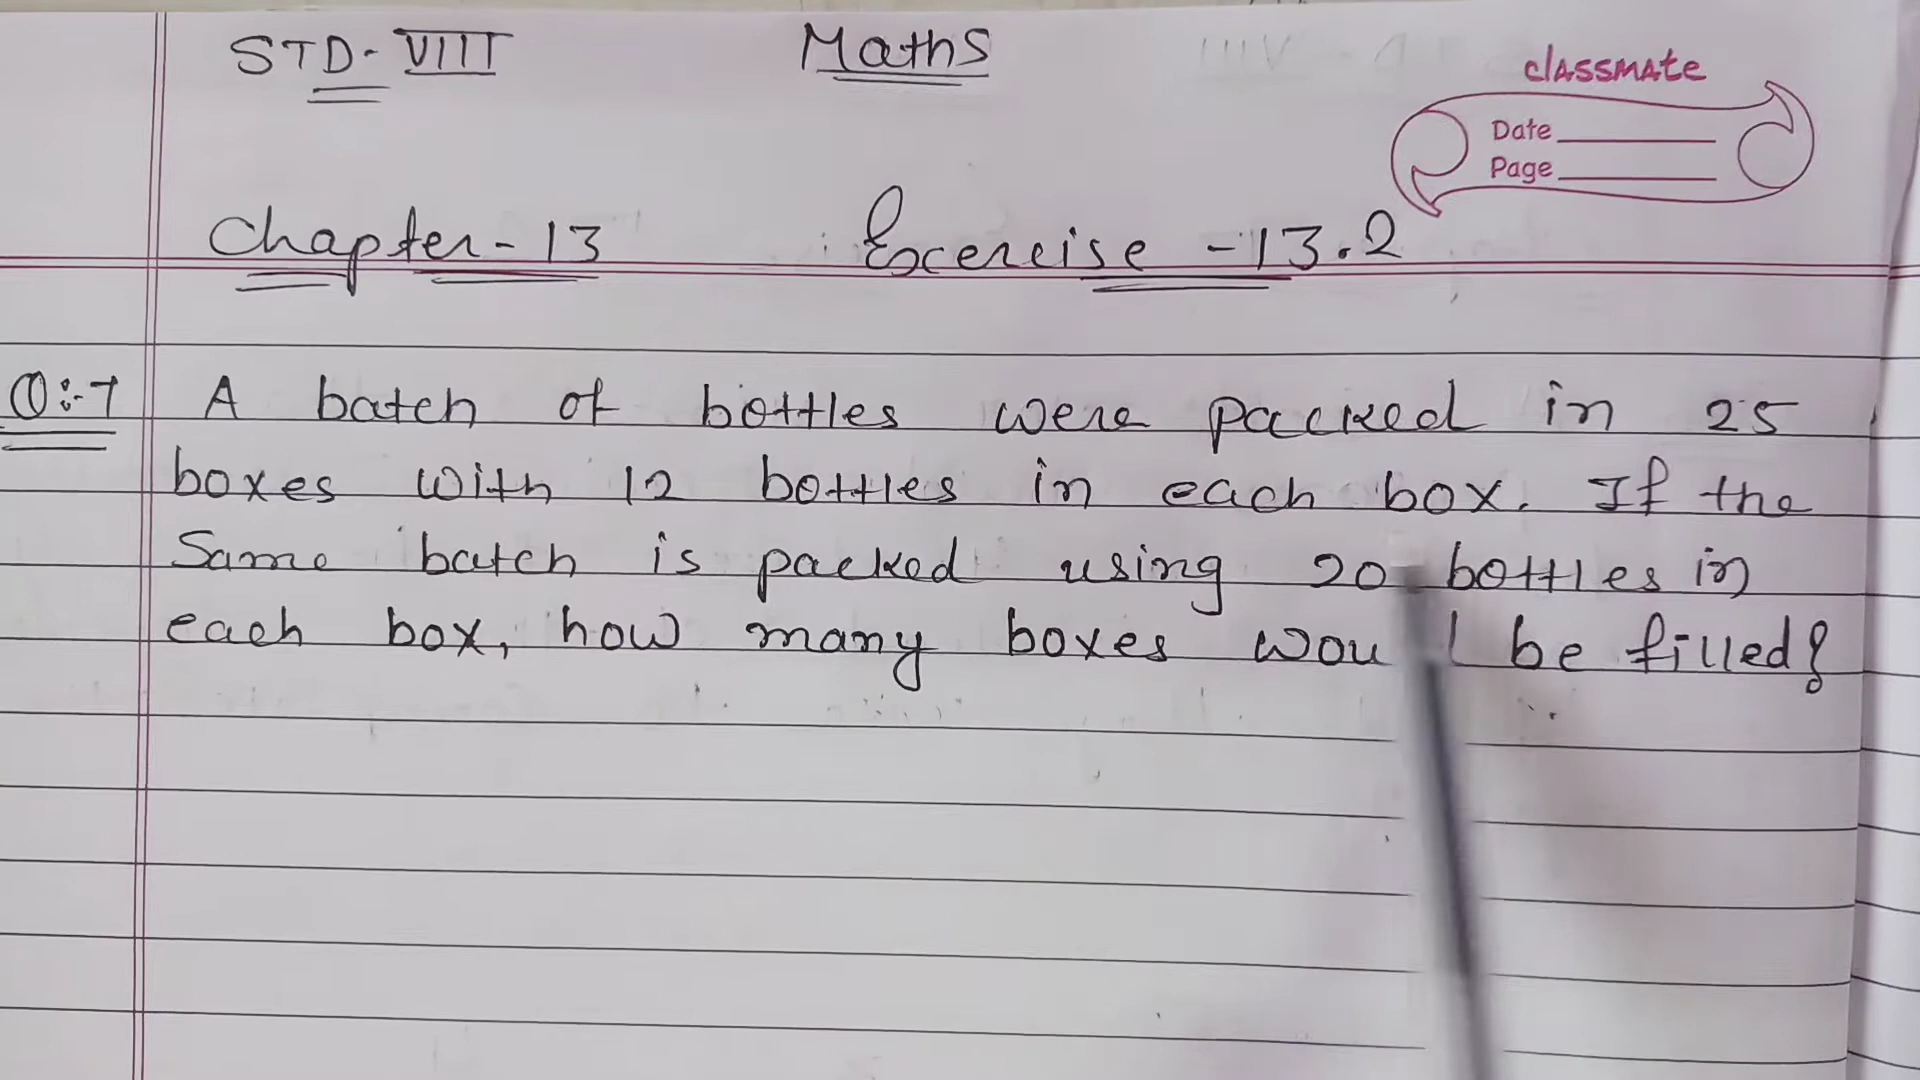 STD- VIII Maths
classmate
Date
Page
Chapter-13 Exercise -13.2
Q:-7 A batch of bottles were packed in 25
boxes with 12 bottles in each box. If the
Same batch is packed using 20 bottles in
each box, how many boxes be filled?